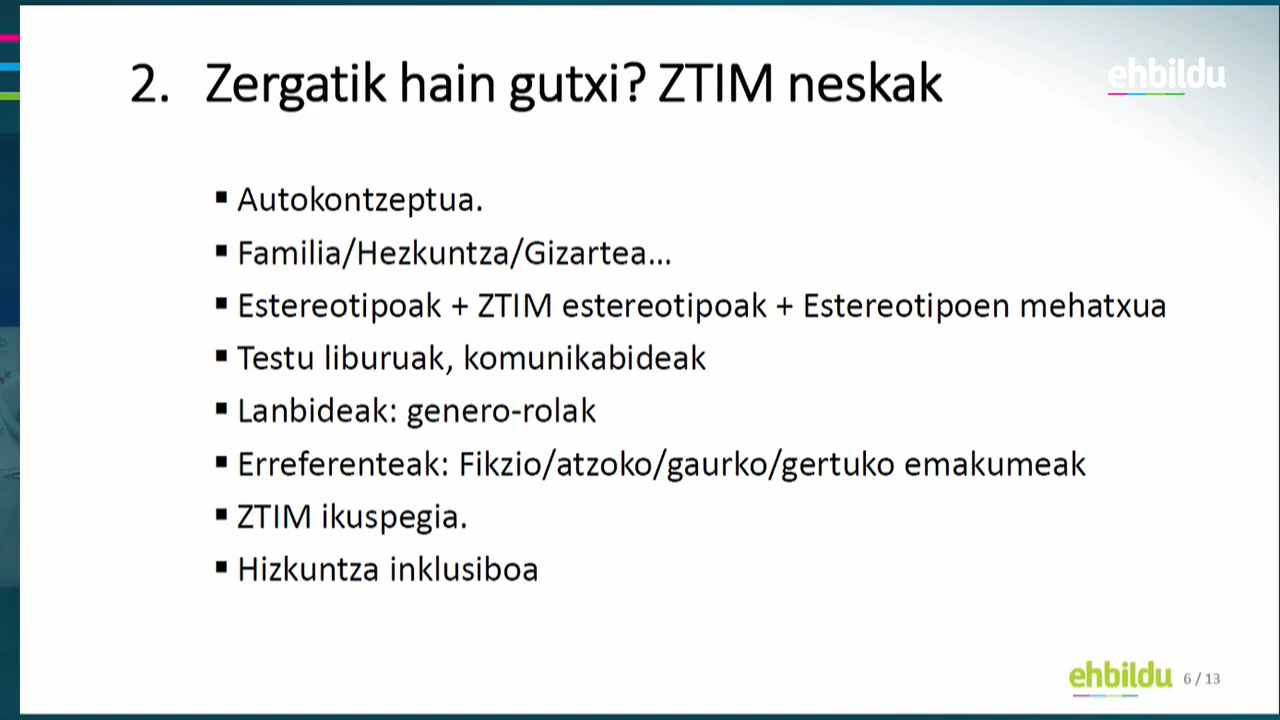 2. Zergatik hain gutxi? ZTIM neskak
ehbildu
▪ Autokontzeptua.
▪ Familia/Hezkuntza/Gizartea...
▪ Estereotipoak + ZTIM estereotipoak + Estereotipoen mehatxua
▪ Testu liburuak, komunikabideak
▪ Lanbideak: genero-rolak
▪ Erreferenteak: Fikzio/atzoko/gaurko/gertuko emakumeak
▪ ZTIM ikuspegia.
▪ Hizkuntza inklusiboa
ehbildu 6 / 13